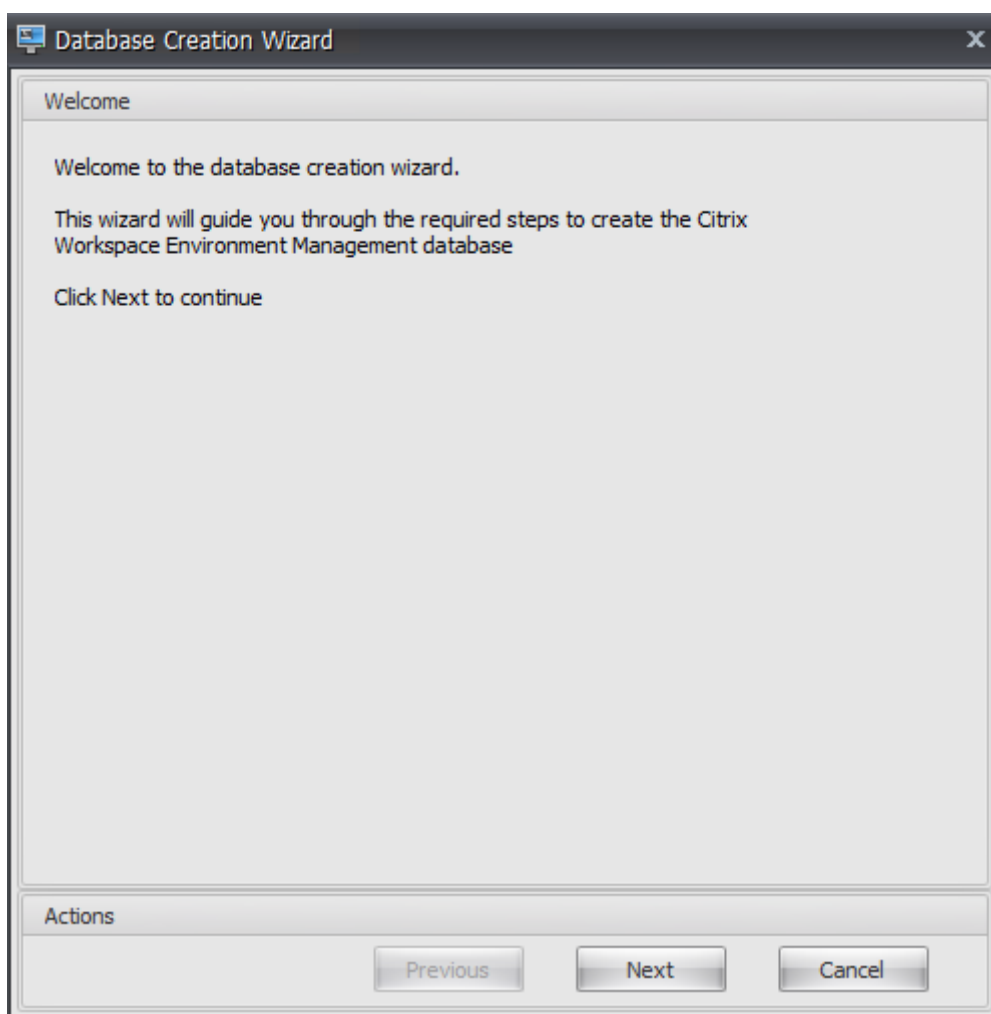 Database Creation Wizard
x
Welcome
Welcome to the database creation wizard.
This wizard will guide you through the required steps to create the Citrix
Workspace Environment Management database
Click Next to continue
Actions
Previous Next Cancel